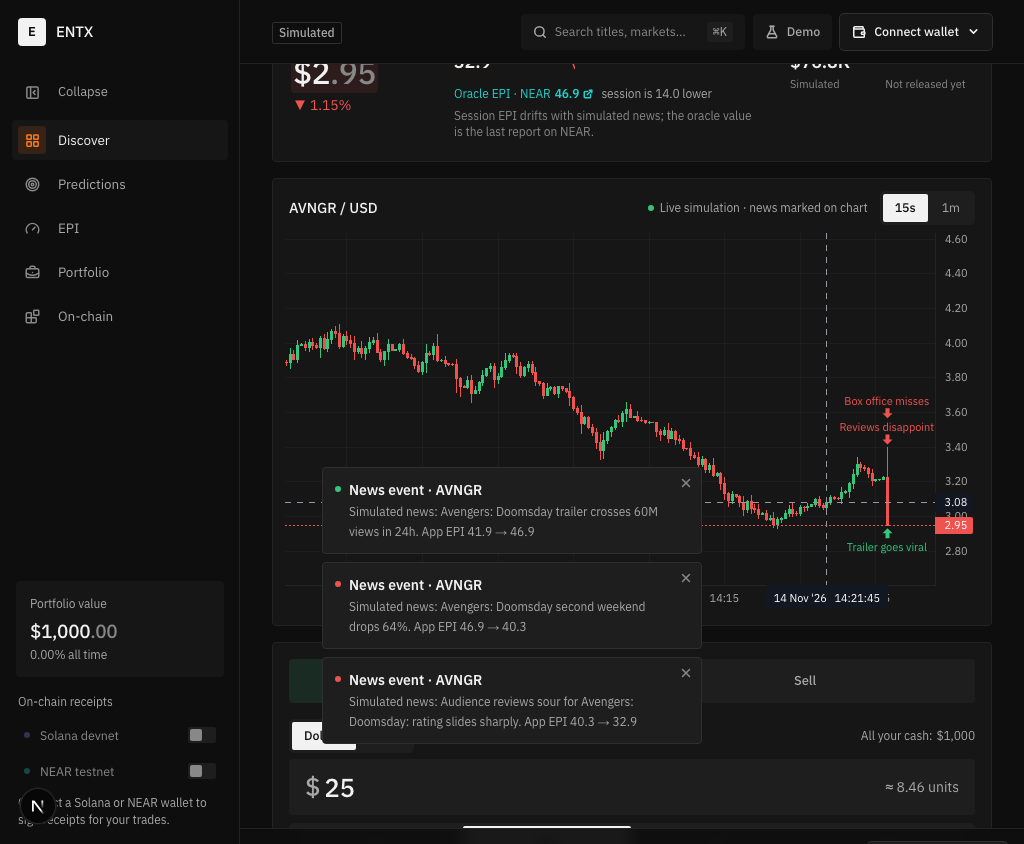 E ENTX
Collapse
Discover
Predictions
EPI
Portfolio
On-chain
Portfolio value
$1,000.00
0.00% all time
On-chain receipts
Solana devnet
NEAR testnet
a Solana or NEAR wallet to
receipts for your trades.
N
Simulated
Search titles, markets...
⌘K
Demo
Connect wallet
$2.95
▼ 1.15%
32.9
Oracle EPI · NEAR 46.9 session is 14.0 lower
Session EPI drifts with simulated news; the oracle value
is the last report on NEAR.
Simulated
Not released yet
AVNGR / USD
Live simulation · news marked on chart
15s
1m
4.60
4.40
4.20
4.00
3.80
3.60
3.40
3.20
3.08
3.00
2.95
2.80
Box office misses
Reviews disappoint
Trailer goes viral
14:15
14 Nov '26 14:21:45
News event · AVNGR
Simulated news: Avengers: Doomsday trailer crosses 60M
views in 24h. App EPI 41.9 → 46.9
News event · AVNGR
Simulated news: Avengers: Doomsday second weekend
drops 64%. App EPI 46.9 → 40.3
News event · AVNGR
Simulated news: Audience reviews sour for Avengers:
Doomsday: rating slides sharply. App EPI 40.3 → 32.9
Sell
All your cash: $1,000
$ 25
≈ 8.46 units